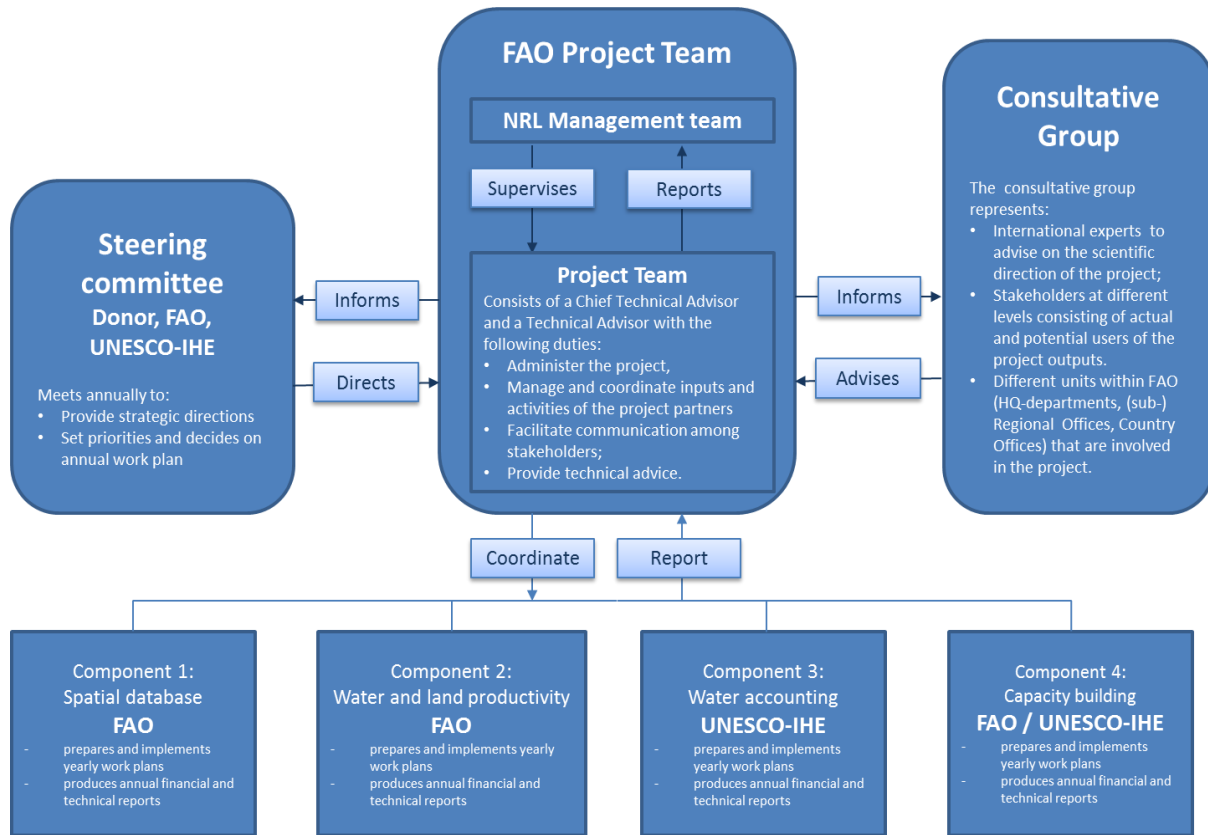 FAO Project Team
NRL Management team
Supervises
Reports
Project Team
Consists of a Chief Technical Advisor
and a Technical Advisor with the
following duties:
• Administer the project,
• Manage and coordinate inputs and
activities of the project partners
• Facilitate communication among
stakeholders;
• Provide technical advice.
Steering
committee
Donor, FAO,
UNESCO-IHE
Meets annually to:
• Provide strategic directions
• Set priorities and decides on
annual work plan
Informs
Directs
Informs
Advises
Consultative
Group
The consultative group
represents:
• International experts to
advise on the scientific
direction of the project;
• Stakeholders at different
levels consisting of actual
and potential users of the
project outputs.
• Different units within FAO
(HQ-departments, (sub-)
Regional Offices, Country
Offices) that are involved
in the project.
Coordinate
Report
Component 1:
Spatial database
FAO
- prepares and implements
yearly work plans
- produces annual financial and
technical reports
Component 2:
Water and land productivity
FAO
- prepares and implements yearly
work plans
- produces annual financial and
technical reports
Component 3:
Water accounting
UNESCO-IHE
- prepares and implements
yearly work plans
- produces annual financial and
technical reports
Component 4:
Capacity building
FAO / UNESCO-IHE
- prepares and implements
yearly work plans
- produces annual financial and
technical reports